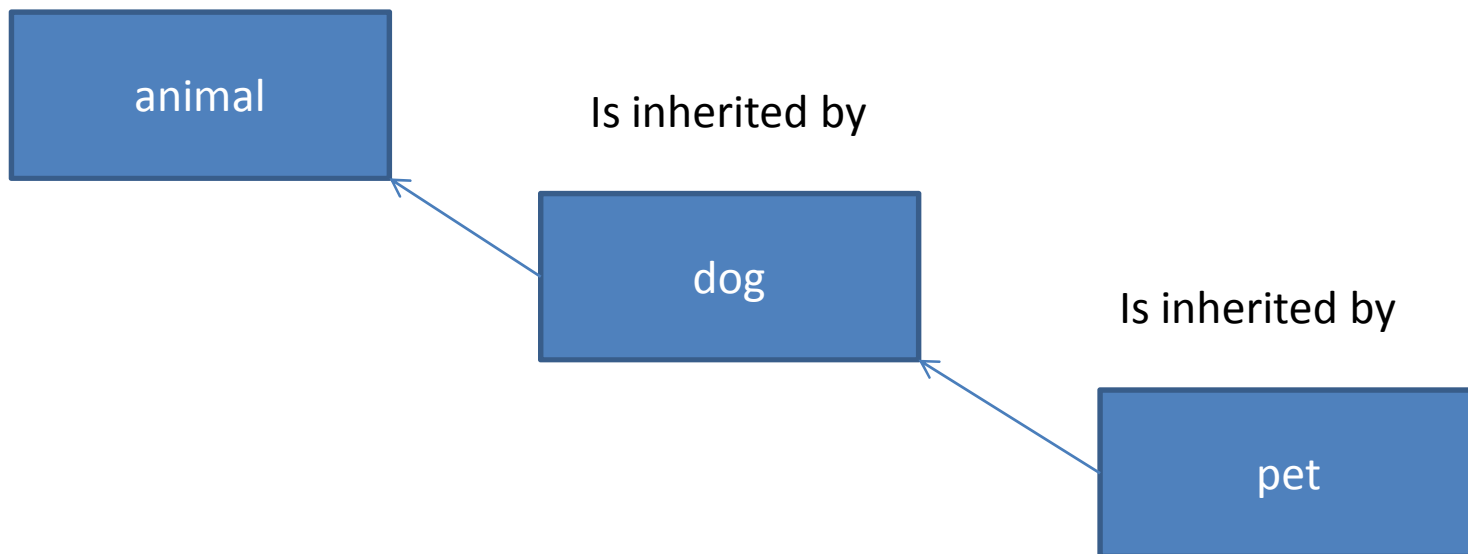 animal
Is inherited by
dog
Is inherited by
pet